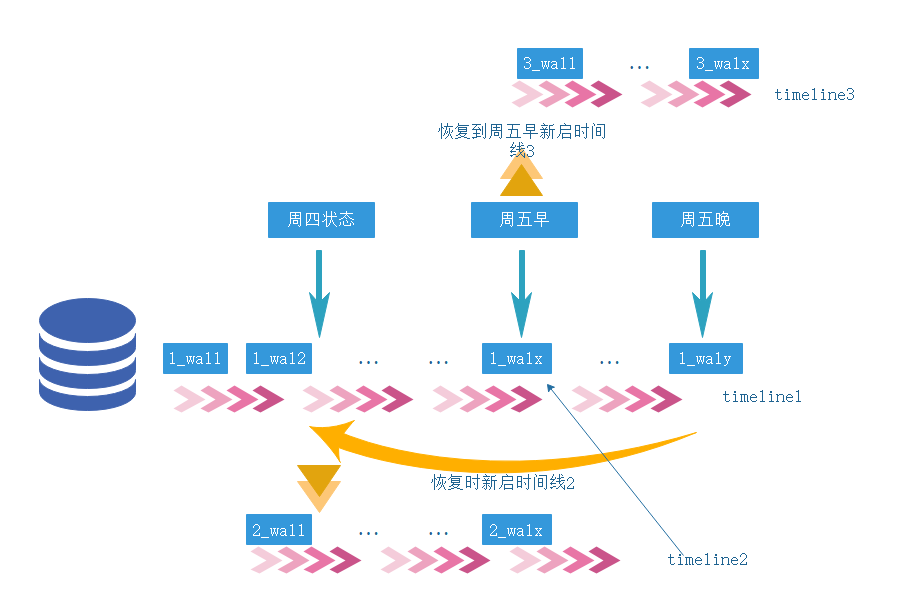 3_wal1
...
3_walx
timeline3
恢复到周五早新启时间
线3
周四状态
周五早
周五晚
1_wal1
1_wal2
...
...
1_walx
...
1_waly
timeline1
恢复时新启时间线2
2_wal1
...
...
2_walx
timeline2